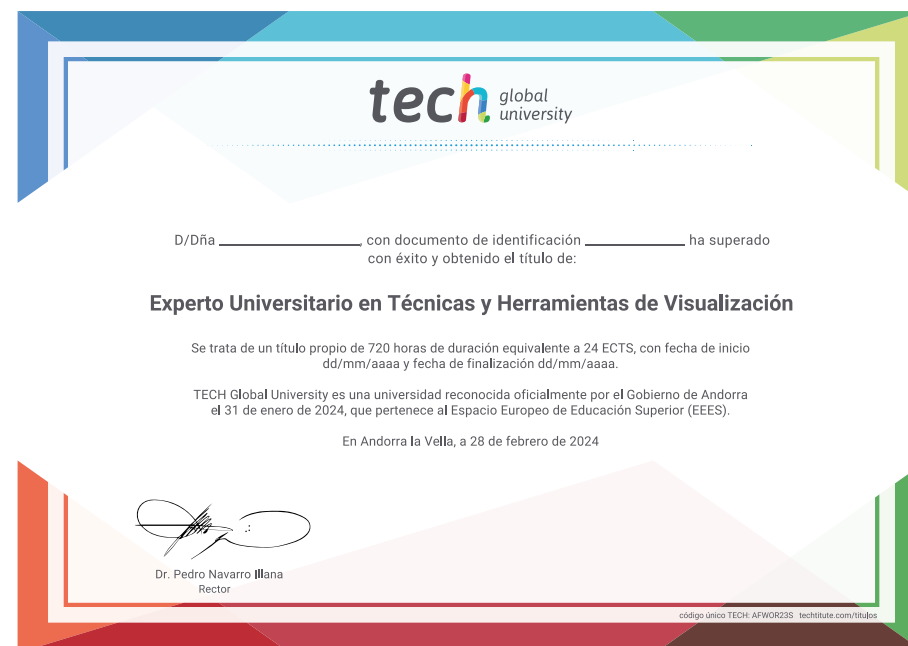 tech global
university
D/Dña ______________, con documento de identificación __________ ha superado
con éxito y obtenido el título de:
Experto Universitario en Técnicas y Herramientas de Visualización
Se trata de un título propio de 720 horas de duración equivalente a 24 ECTS, con fecha de inicio
dd/mm/aaaa y fecha de finalización dd/mm/aaaa.
TECH Global University es una universidad reconocida oficialmente por el Gobierno de Andorra
el 31 de enero de 2024, que pertenece al Espacio Europeo de Educación Superior (EEES).
En Andorra la Vella, a 28 de febrero de 2024
Dr. Pedro Navarro Illana
Rector
código único TECH: AFWOR23S techtitute.com/titulos